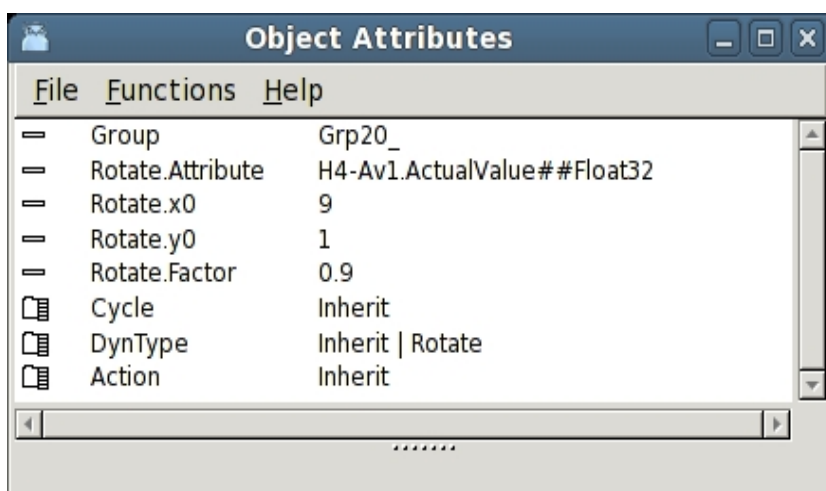 Object Attributes
File Functions Help
Group Grp20_
Rotate.Attribute H4-Av1.ActualValue##Float32
Rotate.x0 9
Rotate.y0 1
Rotate.Factor 0.9
Cycle Inherit
DynType Inherit | Rotate
Action Inherit